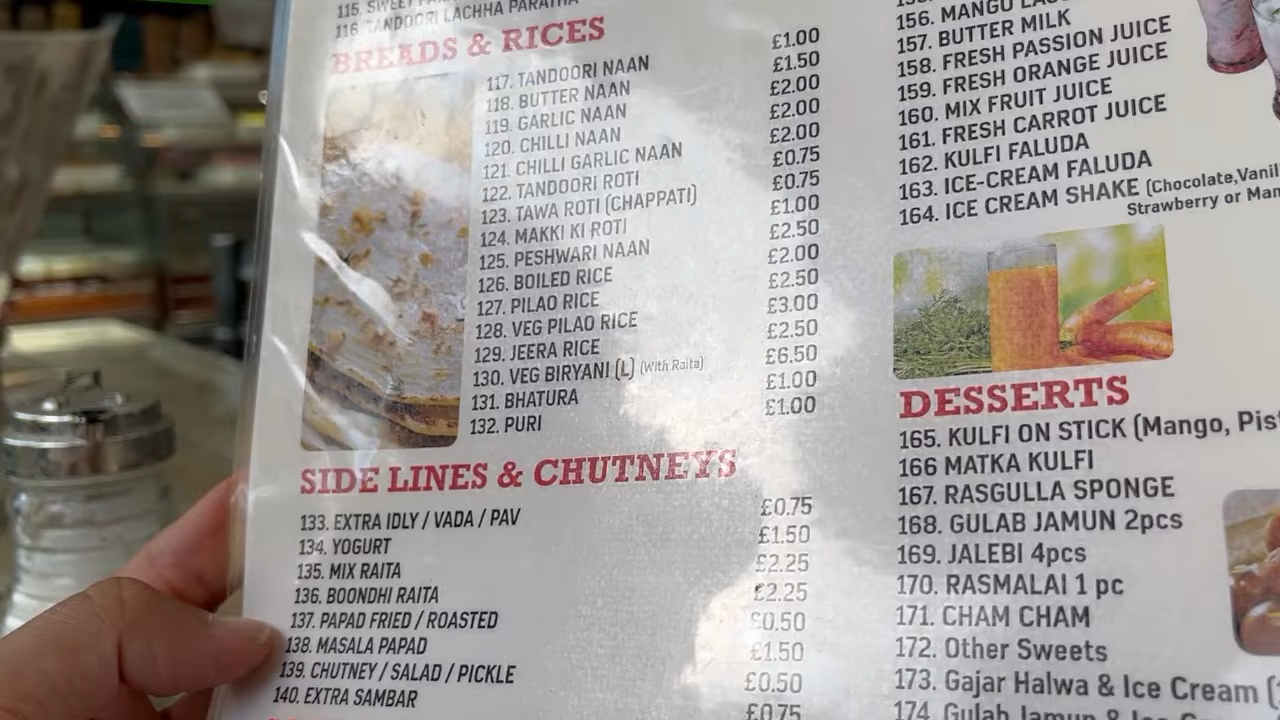 115. SWEET
116 TANDOORI LACHHA PARATHA
BREADS & RICES
117. TANDOORI NAAN £1.00
118. BUTTER NAAN £1.50
119. GARLIC NAAN £2.00
120. CHILLI NAAN £2.00
121. CHILLI GARLIC NAAN £2.00
122. TANDOORI ROTI £0.75
123. TAWA ROTI (CHAPPATI) £0.75
124. MAKKI KI ROTI £1.00
125. PESHWARI NAAN £2.50
126. BOILED RICE £2.00
127. PILAO RICE £2.50
128. VEG PILAO RICE £3.00
129. JEERA RICE £2.50
130. VEG BIRYANI (L) (With Raita) £6.50
131. BHATURA £1.00
132. PURI £1.00
SIDE LINES & CHUTNEYS
133. EXTRA IDLY / VADA / PAV £0.75
134. YOGURT £1.50
135. MIX RAITA £2.25
136. BOONDHI RAITA £2.25
137. PAPAD FRIED / ROASTED £0.50
138. MASALA PAPAD £1.50
139. CHUTNEY / SALAD / PICKLE £0.50
140. EXTRA SAMBAR £0.75
156. MANGO
157. BUTTER MILK
158. FRESH PASSION JUICE
159. FRESH ORANGE JUICE
160. MIX FRUIT JUICE
161. FRESH CARROT JUICE
162. KULFI FALUDA
163. ICE-CREAM FALUDA
164. ICE CREAM SHAKE (Chocolate,Vanil
Strawberry or Man
DESSERTS
165. KULFI ON STICK (Mango, Pis
166 MATKA KULFI
167. RASGULLA SPONGE
168. GULAB JAMUN 2pcs
169. JALEBI 4pcs
170. RASMALAI 1 pc
171. CHAM CHAM
172. Other Sweets
173. Gajar Halwa & Ice Cream (
174. Gulab Jamun & Ice